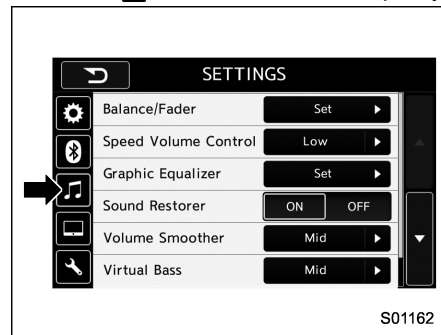 SETTINGS
Balance/Fader Set
Speed Volume Control Low
Graphic Equalizer Set
Sound Restorer ON OFF
Volume Smoother Mid
Virtual Bass Mid
S01162